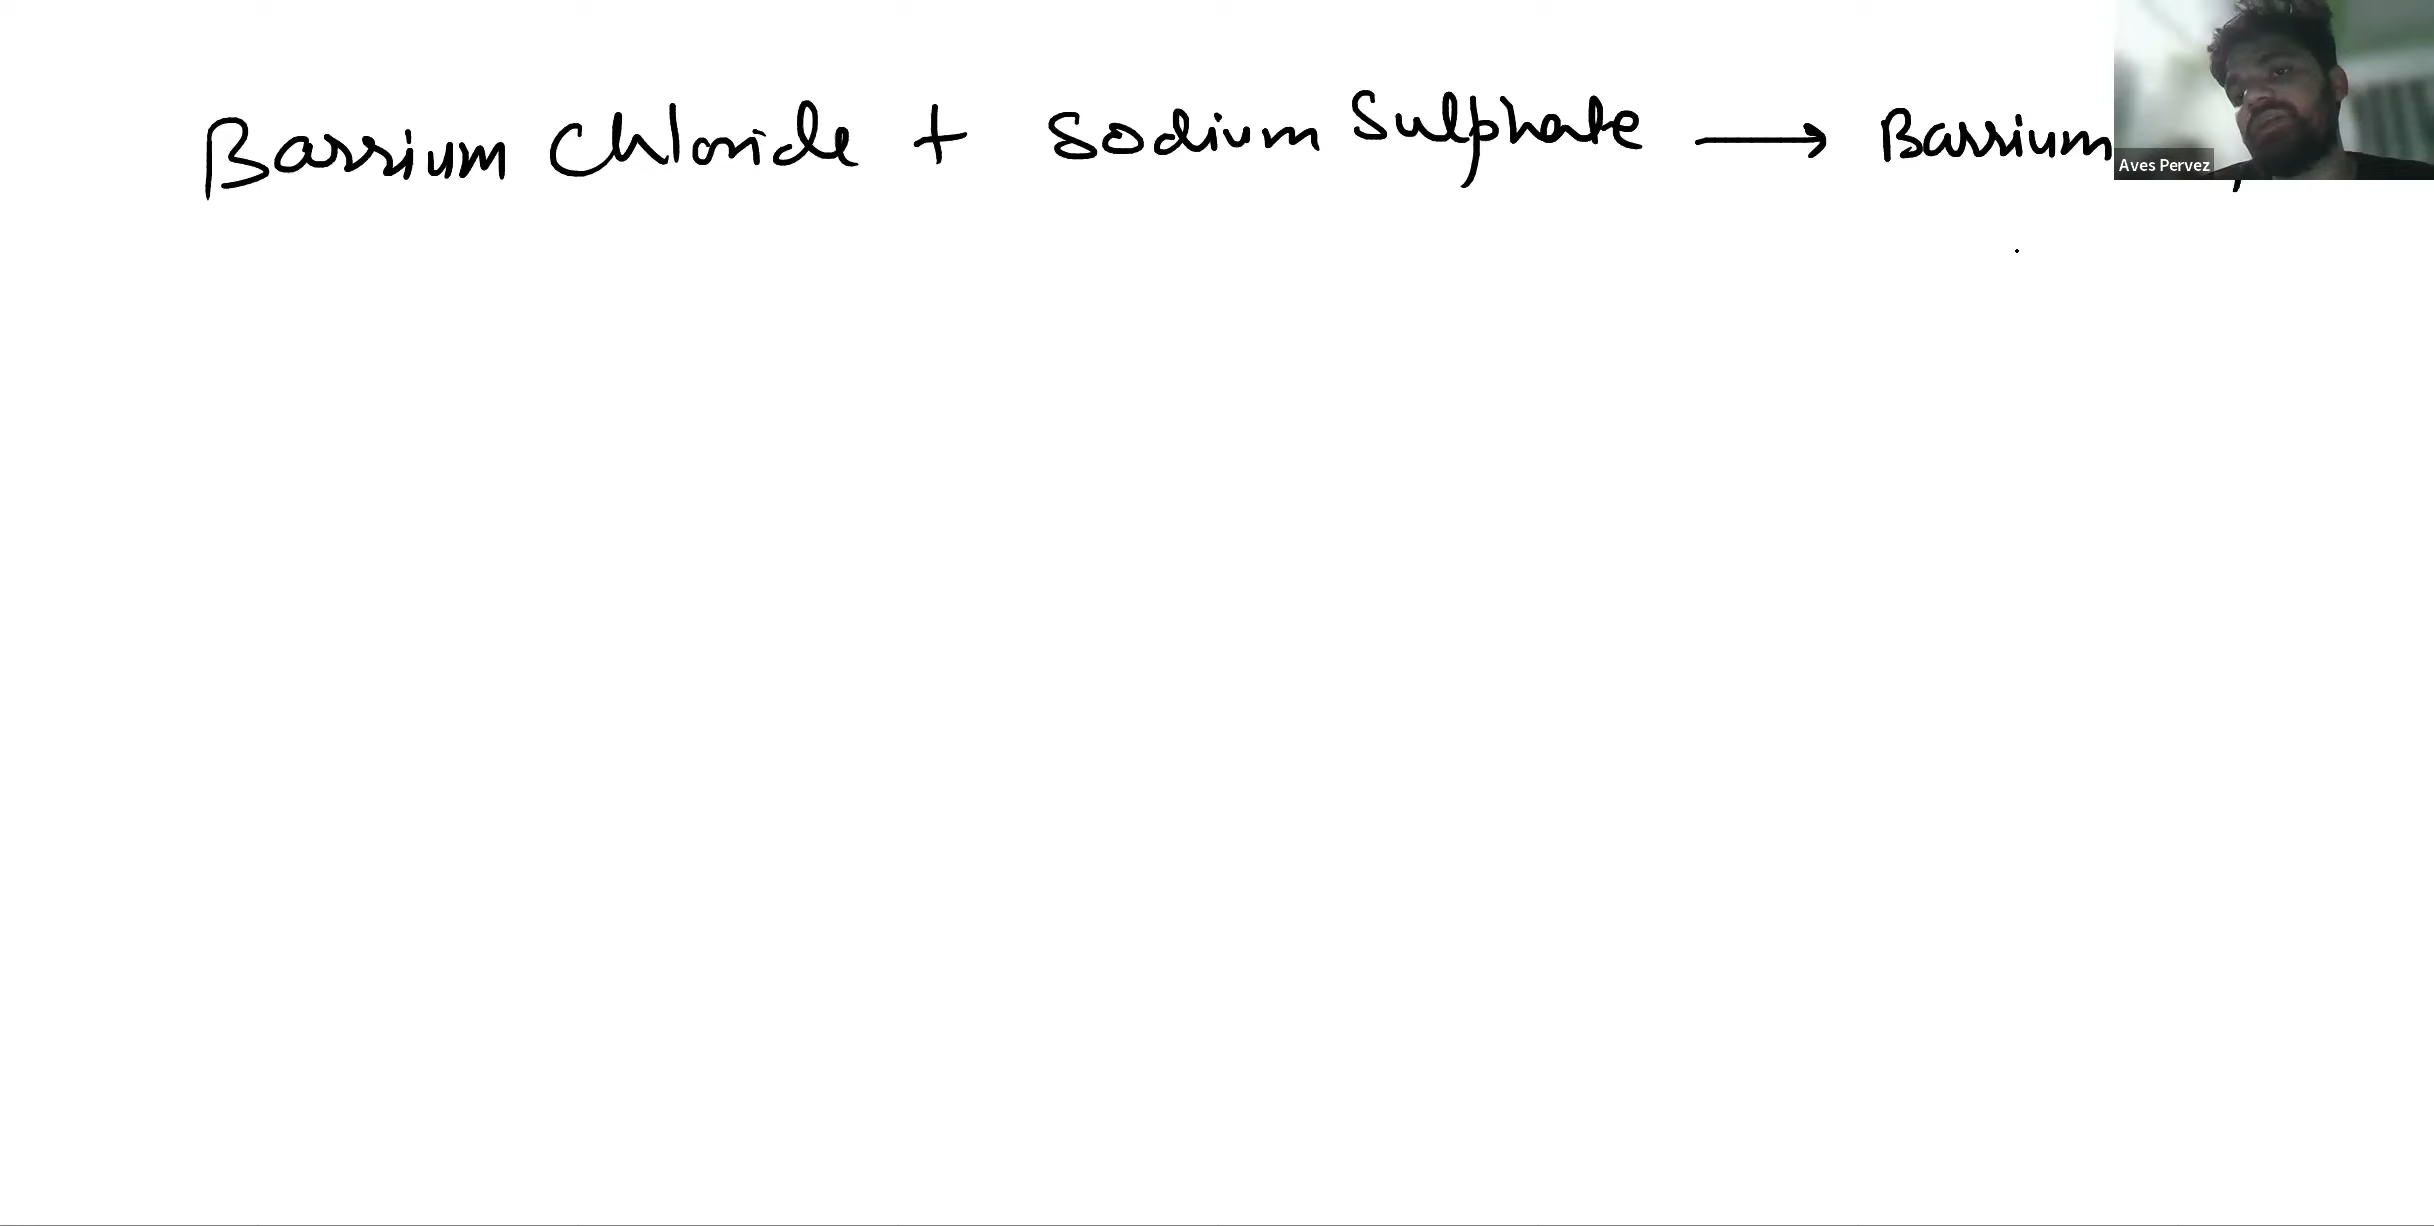 Barrium Chloride + Sodium Sulphate → Barrium
Aves Pervez